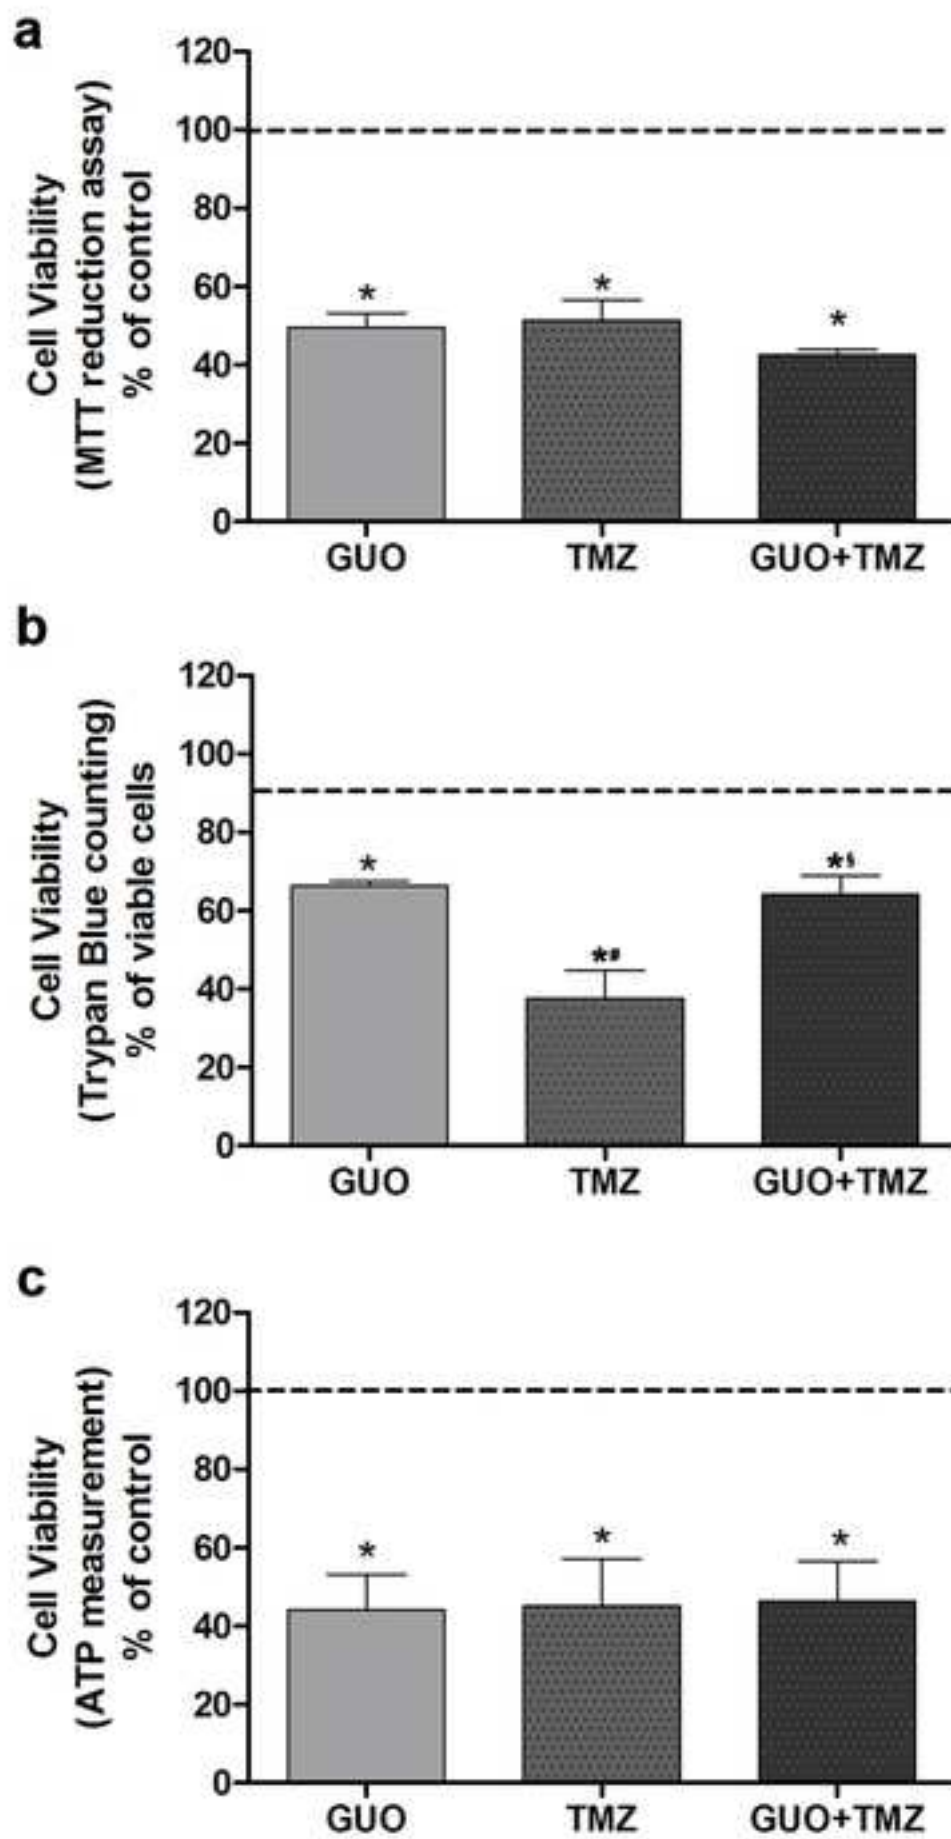 a
Cell Viability
(MTT reduction assay)
% of control
120
100
80
60
40
20
0
*
*
*
GUO
TMZ
GUO+TMZ
b
Cell Viability
(Trypan Blue counting)
% of viable cells
120
100
80
60
40
20
0
*
*#
*§
GUO
TMZ
GUO+TMZ
c
Cell Viability
(ATP measurement)
% of control
120
100
80
60
40
20
0
*
*
*
GUO
TMZ
GUO+TMZ